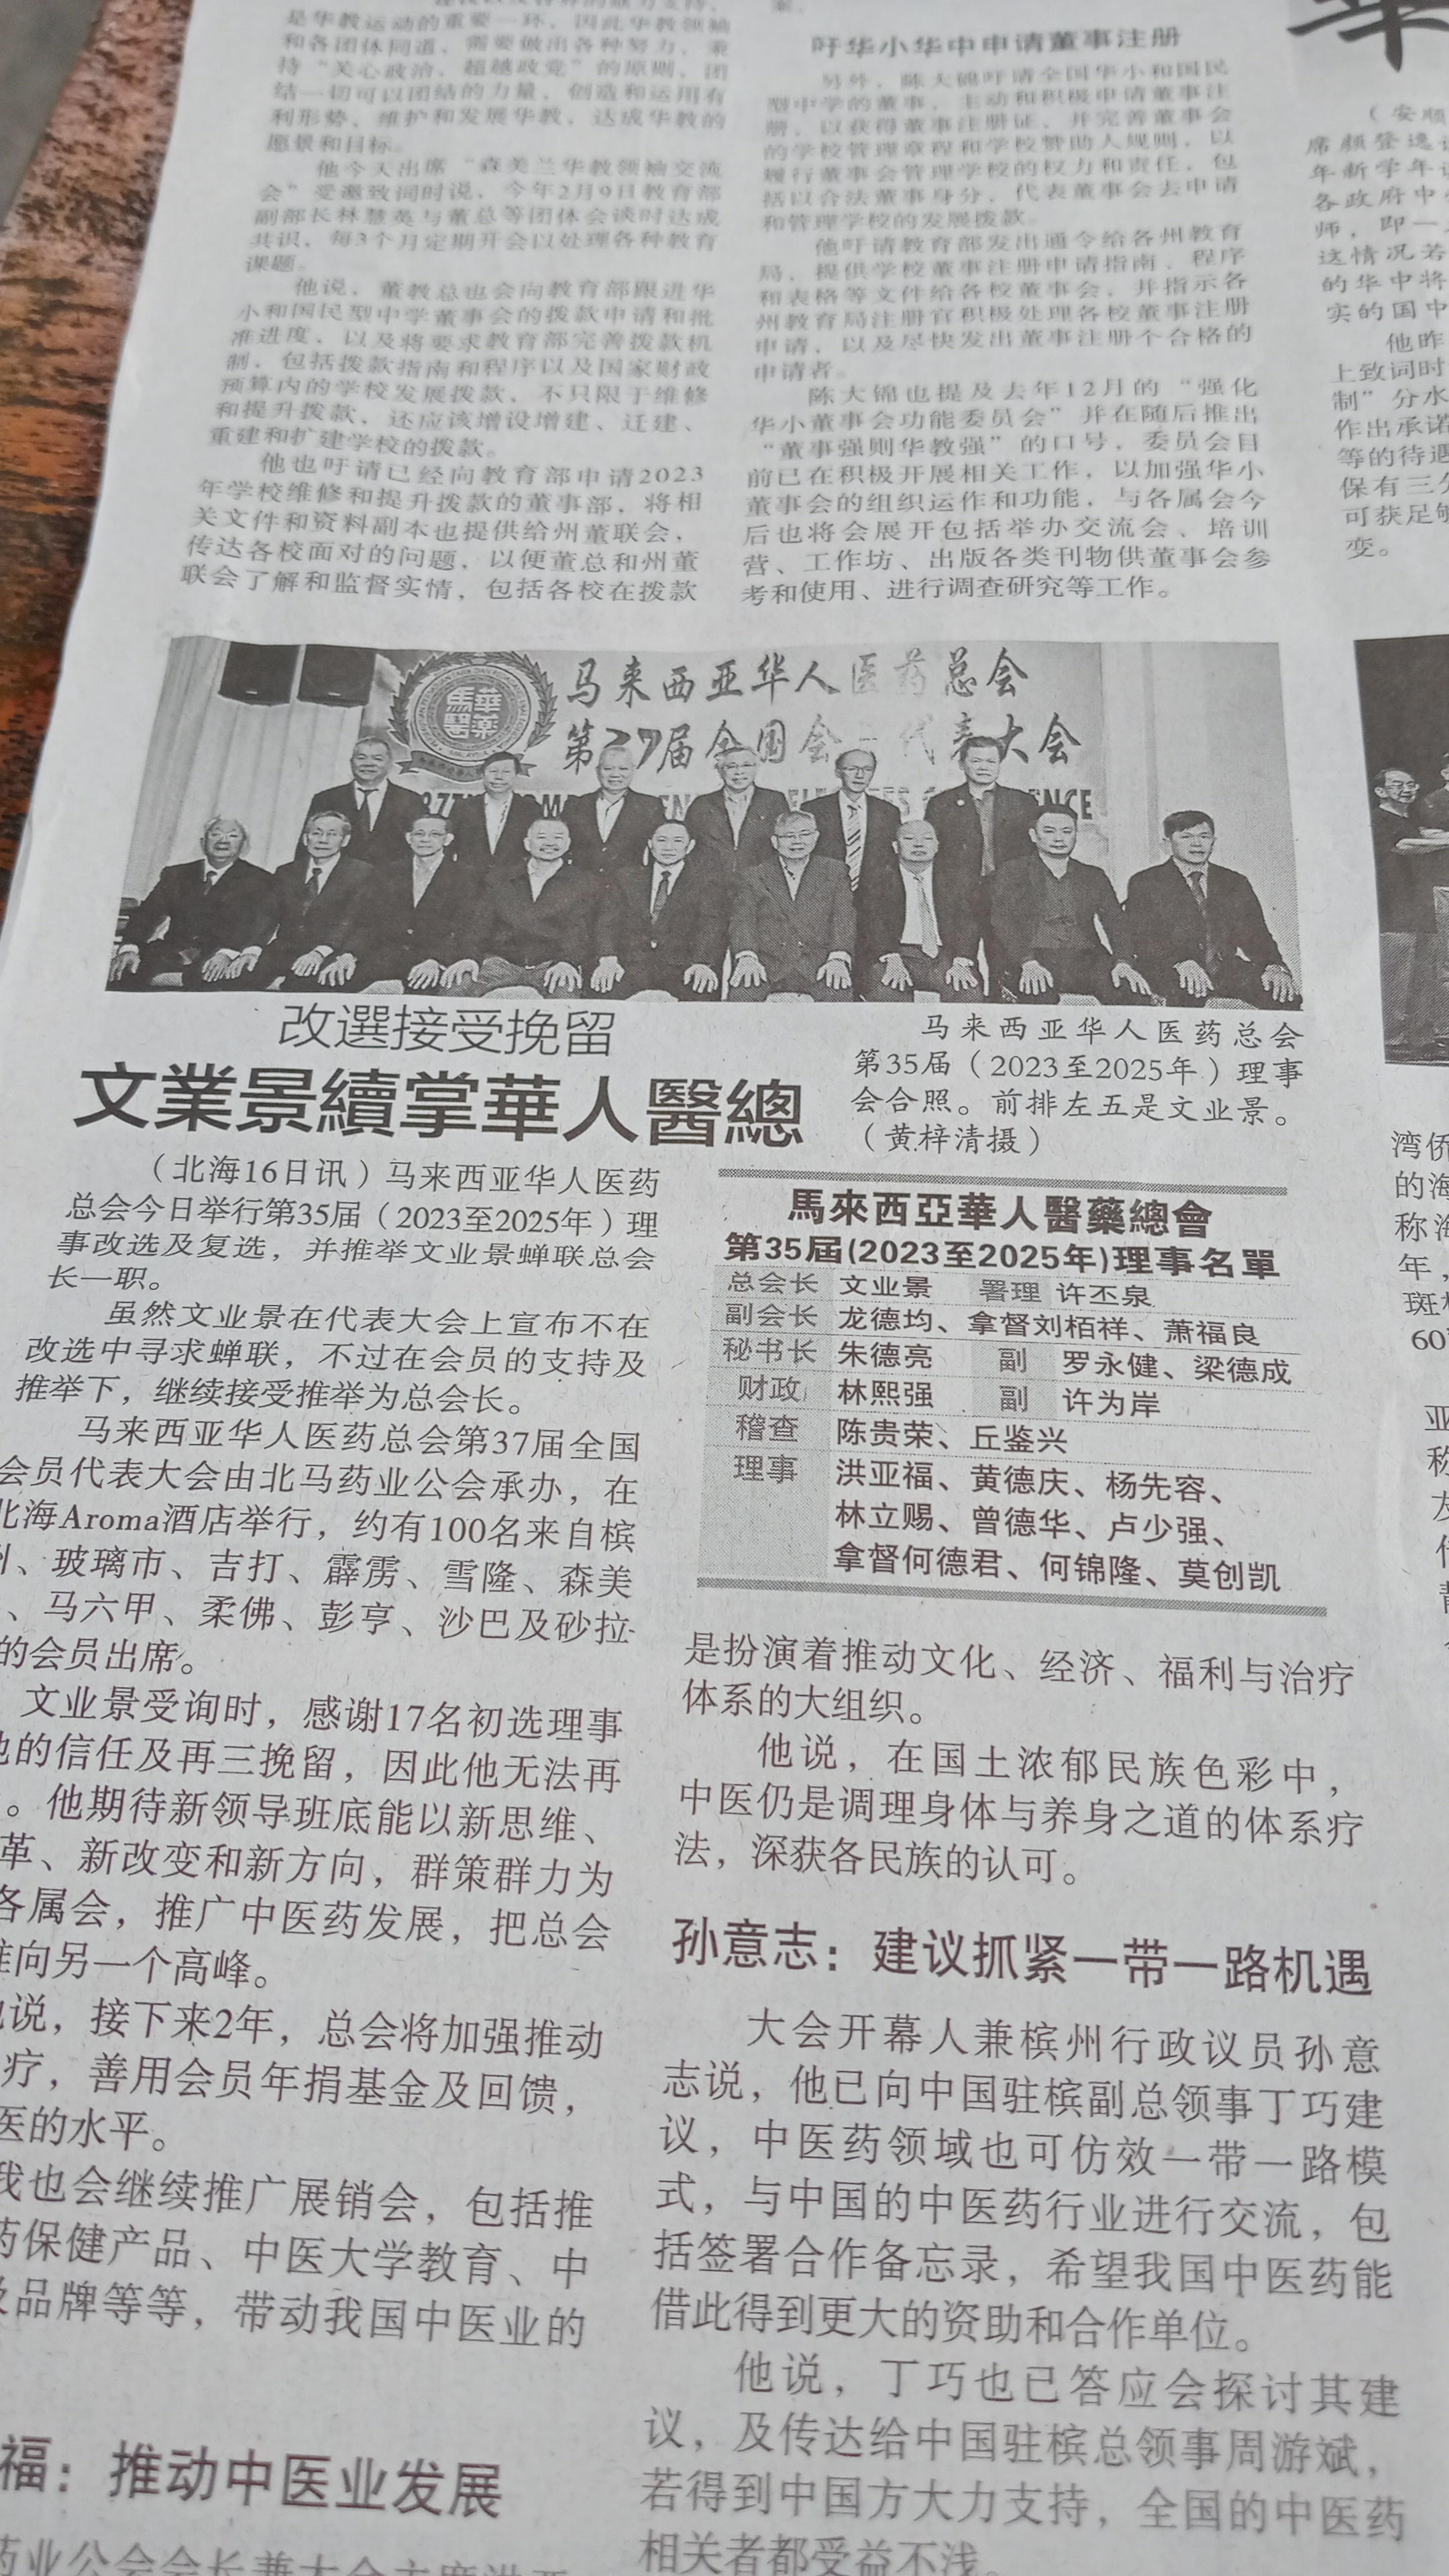 是华教运动的重要一环，因此华教领袖
和各团体同道，需要做出各种努力，秉
持“关心政治，超越政党”的原则，团
结一切可以团结的力量，创造和运用有
利形势，维护和发展华教，达成华教的
愿景和目标。
他今天出席“森美兰华教领袖交流
会”受邀致词时说，今年2月9日教育部
副部长林慧英与董总等团体会谈时达成
共识，每3个月定期开会以处理各种教育
课题。
他说，董教总也会向教育部跟进华
小和国民型中学董事会的拨款申请和批
准进度，以及将要求教育部完善拨款机
制，包括拨款指南和程序以及国家财政
预算内的学校发展拨款，不只限于维修
和提升拨款，还应该增设增建、迁建、
重建和扩建学校的拨款。
他也吁请已经向教育部申请2023
年学校维修和提升拨款的董事部，将相
关文件和资料副本也提供给州董联会，
传达各校面对的问题，以便董总和州董
联会了解和监督实情，包括各校在拨款
案。
吁华小华中申请董事注册
另外，陈大锦吁请全国华小和国民
型中学的董事，主动和积极申请董事注
册，以获得董事注册证，并完善董事会
的学校管理章程和学校赞助人规则，以
履行董事会管理学校的权力和责任，包
括以合法董事身分，代表董事会去申请
和管理学校的发展拨款。
他吁请教育部发出通令给各州教育
局，提供学校董事注册申请指南、程序
和表格等文件给各校董事会，并指示各
州教育局注册官积极处理各校董事注册
申请，以及尽快发出董事注册个合格的
申请者。
陈大锦也提及去年12月的“强化
华小董事会功能委员会”并在随后推出
“董事强则华教强”的口号，委员会目
前已在积极开展相关工作，以加强华小
董事会的组织运作和功能，与各属会今
后也将会展开包括举办交流会、培训
营、工作坊、出版各类刊物供董事会参
考和使用、进行调查研究等工作。
華
（安顺
席颜登逸
年新学年
各政府中
师，即一
这情况若
的华中将
实的国中
他昨
上致词时
制”分水
作出承诺
等的待遇
保有三
可获足够
变。
馬華
醫藥
马来西亚华人医药总会
第37届全国会员代表大会
37TH
改選接受挽留
文業景續掌華人醫總
马来西亚华人医药总会
第35届（2023至2025年）理事
会合照。前排左五是文业景。
（黄梓清摄）
（北海16日讯）马来西亚华人医药
总会今日举行第35届（2023至2025年）理
事改选及复选，并推举文业景蝉联总会
长一职。
虽然文业景在代表大会上宣布不在
改选中寻求蝉联，不过在会员的支持及
推举下，继续接受推举为总会长。
马来西亚华人医药总会第37届全国
会员代表大会由北马药业公会承办，在
北海Aroma酒店举行，约有100名来自槟
州、玻璃市、吉打、霹雳、雪隆、森美
、马六甲、柔佛、彭亨、沙巴及砂拉
的会员出席。
文业景受询时，感谢17名初选理事
他的信任及再三挽留，因此他无法再
。他期待新领导班底能以新思维、
革、新改变和新方向，群策群力为
各属会，推广中医药发展，把总会
推向另一个高峰。
他说，接下来2年，总会将加强推动
疗，善用会员年捐基金及回馈，
医的水平。
我也会继续推广展销会，包括推
药保健产品、中医大学教育、中
及品牌等等，带动我国中医业的
福：推动中医业发展
药业公会会长兼大会主席洪亚
馬來西亞華人醫藥總會
第35屆(2023至2025年)理事名單
总会长 文业景 署理 许丕泉
副会长 龙德均、拿督刘栢祥、萧福良
秘书长 朱德亮 副 罗永健、梁德成
财政 林熙强 副 许为岸
稽查 陈贵荣、丘鉴兴
理事 洪亚福、黄德庆、杨先容、
林立赐、曾德华、卢少强、
拿督何德君、何锦隆、莫创凯
是扮演着推动文化、经济、福利与治疗
体系的大组织。
他说，在国土浓郁民族色彩中，
中医仍是调理身体与养身之道的体系疗
法，深获各民族的认可。
孙意志：建议抓紧一带一路机遇
大会开幕人兼槟州行政议员孙意
志说，他已向中国驻槟副总领事丁巧建
议，中医药领域也可仿效一带一路模
式，与中国的中医药行业进行交流，包
括签署合作备忘录，希望我国中医药能
借此得到更大的资助和合作单位。
他说，丁巧也已答应会探讨其建
议，及传达给中国驻槟总领事周游斌，
若得到中国方大力支持，全国的中医药
相关者都受益不浅。
湾侨
的海
称海
年，
斑
60
亚
称
友